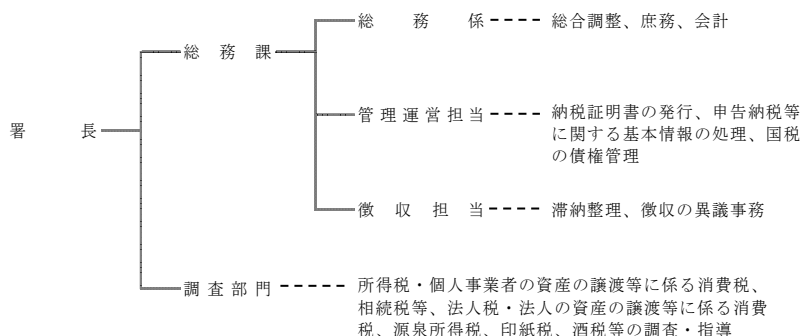 総務係 総合調整、庶務、会計
総務課
管理運営担当 納税証明書の発行、申告納税等
に関する基本情報の処理、国税
の債権管理
署長
徴収担当 滞納整理、徴収の異議事務
調査部門 所得税・個人事業者の資産の譲渡等に係る消費税、
相続税等、法人税・法人の資産の譲渡等に係る消費
税、源泉所得税、印紙税、酒税等の調査・指導